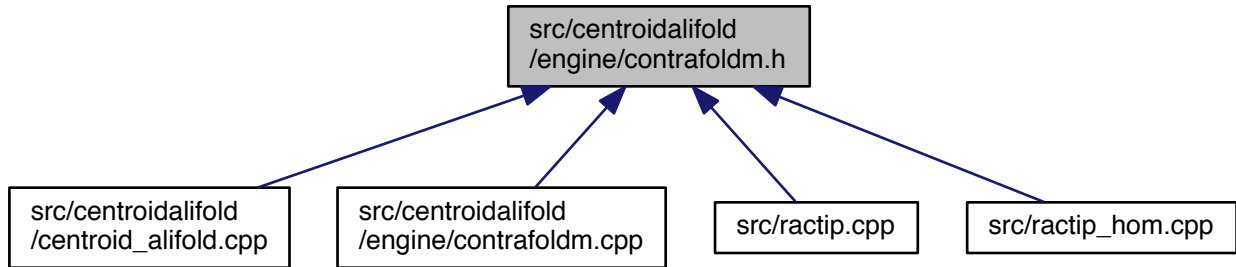 src/centroidalifold
/engine/contrafoldm.h
src/centroidalifold
/centroid_alifold.cpp
src/centroidalifold
/engine/contrafoldm.cpp
src/ractip.cpp
src/ractip_hom.cpp